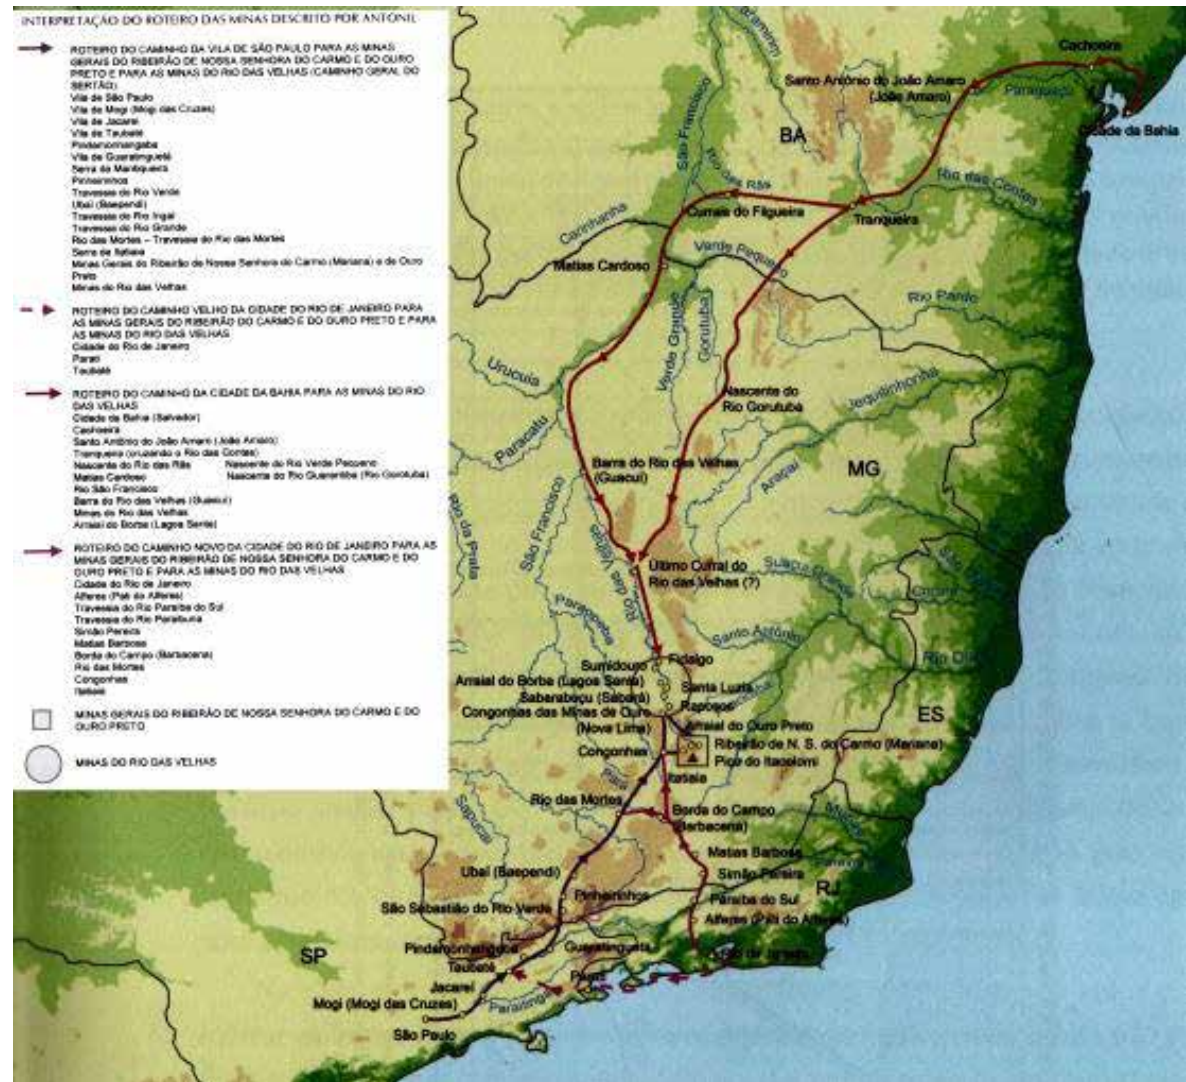 INTERPRETAÇÃO DO ROTEIRO DAS MINAS DESCRITO POR ANTONIL
ROTEIRO DO CAMINHO DA VILA DE SÃO PAULO PARA AS MINAS
GERAIS DO RIBEIRÃO DE NOSSA SENHORA DO CARMO E DO OURO
PRETO E PARA AS MINAS DO RIO DAS VELHAS (CAMINHO GERAL DO
SERTÃO)
Vila de São Paulo
Vila de Mogi (Mogi das Cruzes)
Vila de Jacareí
Vila de Taubaté
Pindamonhangaba
Vila de Guaratinguetá
Serra da Mantiqueira
Pinheirinhos
Travessia do Rio Verde
Ubaí (Baependi)
Travessia do Rio Ingaí
Travessia do Rio Grande
Rio das Mortes – Travessia do Rio das Mortes
Serra de Itatiaia
Minas Gerais do Ribeirão de Nossa Senhora do Carmo (Mariana) e do Ouro
Preto
Minas do Rio das Velhas
ROTEIRO DO CAMINHO VELHO DA CIDADE DO RIO DE JANEIRO PARA
AS MINAS GERAIS DO RIBEIRÃO DO CARMO E DO OURO PRETO E PARA
AS MINAS DO RIO DAS VELHAS
Cidade do Rio de Janeiro
Parati
Taubaté
ROTEIRO DO CAMINHO DA CIDADE DA BAHIA PARA AS MINAS DO RIO
DAS VELHAS
Cidade da Bahia (Salvador)
Cachoeira
Santo Antônio do João Amaro (João Amaro)
Tranqueira (cruzando o Rio das Contas)
Nascente do Rio das Rãs Nascente do Rio Verde Pequeno
Matias Cardoso Nascente do Rio Guararutiba (Rio Gorutuba)
Rio São Francisco
Barra do Rio das Velhas (Guacuí)
Minas do Rio das Velhas
Arraial do Borba (Lagoa Santa)
ROTEIRO DO CAMINHO NOVO DA CIDADE DO RIO DE JANEIRO PARA AS
MINAS GERAIS DO RIBEIRÃO DE NOSSA SENHORA DO CARMO E DO
OURO PRETO E PARA AS MINAS DO RIO DAS VELHAS
Cidade do Rio de Janeiro
Alferes (Pati do Alferes)
Travessia do Rio Paraíba do Sul
Travessia do Rio Paraibuna
Simão Pereira
Matias Barbosa
Borda do Campo (Barbacena)
Rio das Mortes
Congonhas
Itatiaia
MINAS GERAIS DO RIBEIRÃO DE NOSSA SENHORA DO CARMO E DO
OURO PRETO
MINAS DO RIO DAS VELHAS
Cachoeira
Santo Antônio do João Amaro
(João Amaro)
Paraguaçu
Cidade da Bahia
BA
São Francisco
Rio das Rãs
Rio das Contas
Currais do Filgueira
Tranqueira
Carinhanha
Matias Cardoso
Verde Pequeno
Rio Pardo
Verde Grande
Gorutuba
Urucuia
Nascente do
Rio Gorutuba
Jequitinhonha
Paracatu
Barra do Rio das Velhas
(Guacuí)
Araçuaí
MG
São Francisco
Rio da Prata
Rio das Velhas
Último Curral do
Rio das Velhas (?)
Suaçuí Grande
Paraopeba
Santo Antônio
Sumidouro
Fidalgo
Arraial do Borba (Lagoa Santa)
Santa Luzia
Sabarabuçu (Sabará)
Raposos
Congonhas das Minas de Ouro
(Nova Lima)
Arraial do Ouro Preto
ES
Ribeirão de N. S. do Carmo (Mariana)
Congonhas
Pico do Itacolomi
Itatiaia
Pará
Rio das Mortes
Borda do Campo
(Barbacena)
Sapucaí
Matias Barbosa
Ubaí (Baependi)
Simão Pereira
RJ
Pinheirinhos
Paraíba do Sul
São Sebastião do Rio Verde
Alferes (Pati do Alferes)
SP
Pindamonhangaba
Guaratinguetá
Taubaté
Parati
Jacareí
Mogi (Mogi das Cruzes)
Paraitinga
São Paulo